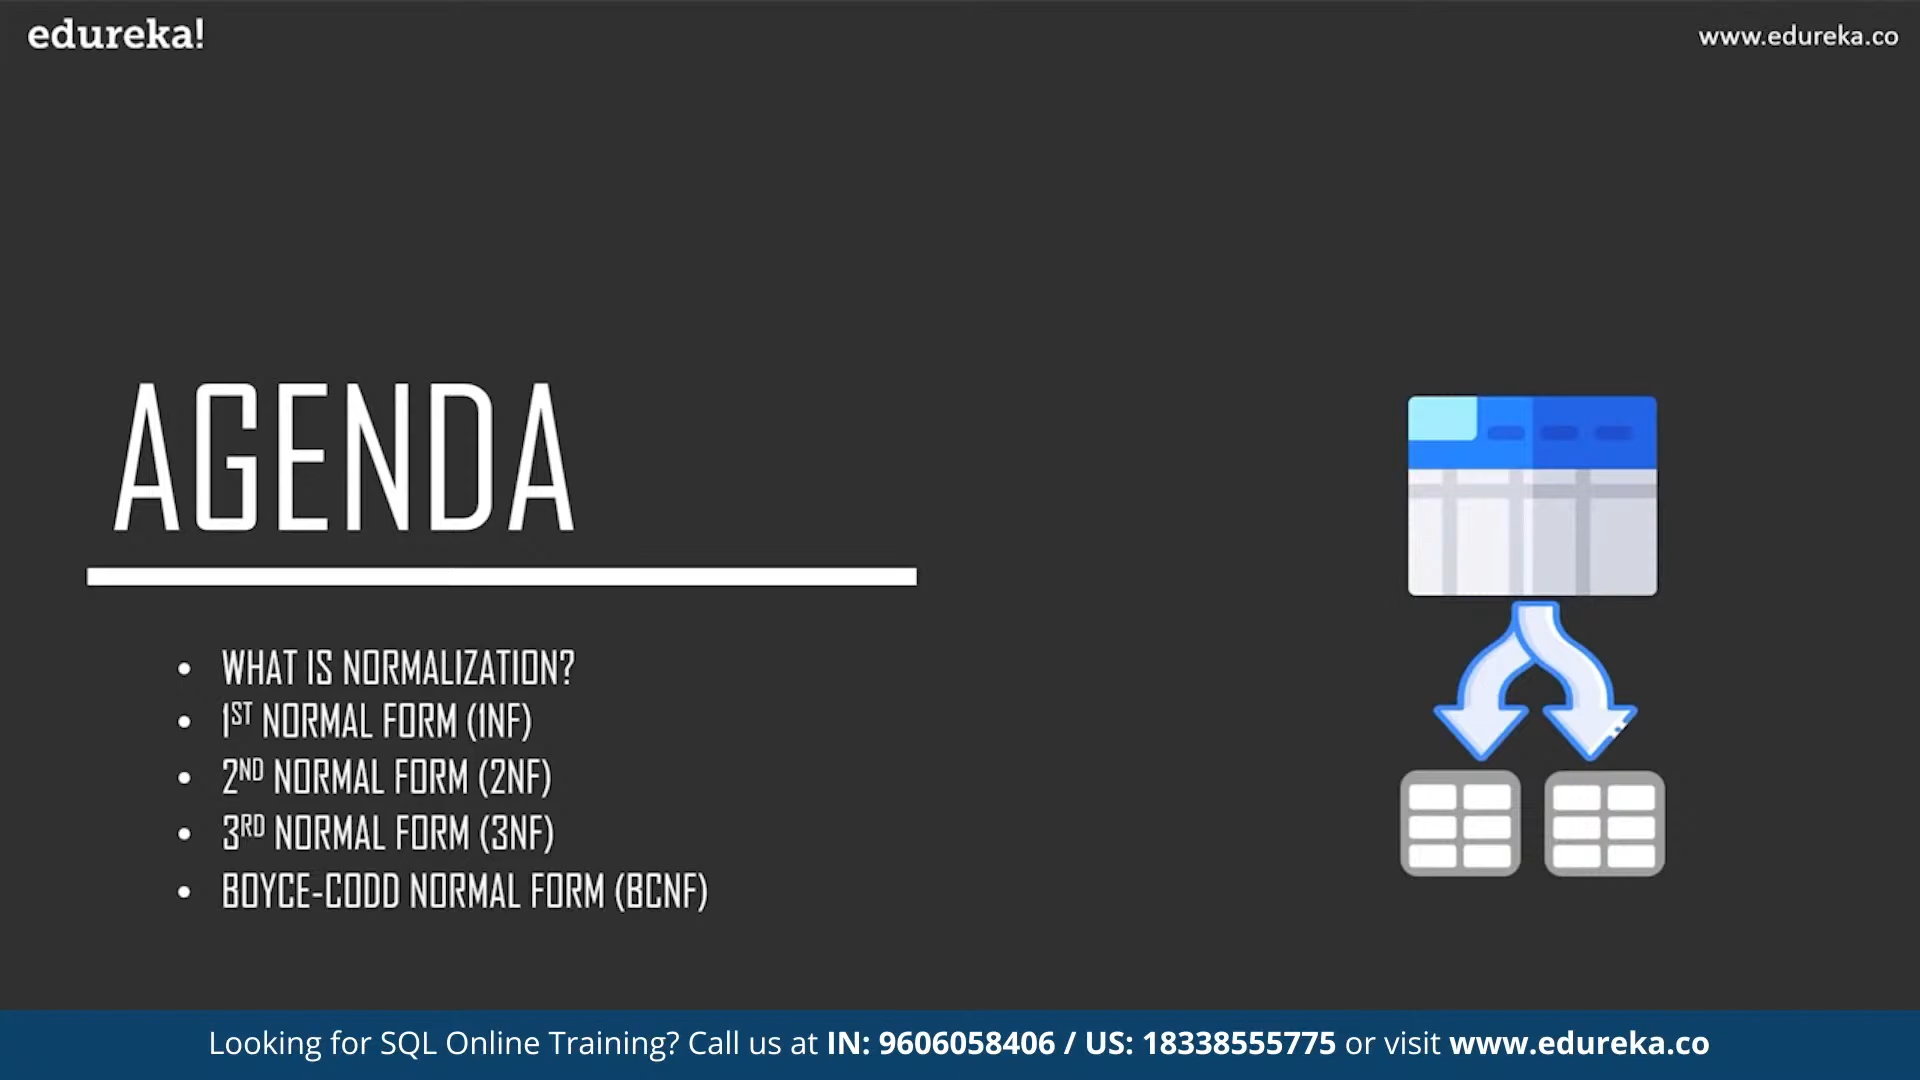 edureka!
www.edureka.co
AGENDA
• WHAT IS NORMALIZATION?
• 1ST NORMAL FORM (1NF)
• 2ND NORMAL FORM (2NF)
• 3RD NORMAL FORM (3NF)
• BOYCE-CODD NORMAL FORM (BCNF)
Looking for SQL Online Training? Call us at IN: 9606058406 / US: 18338555775 or visit www.edureka.co